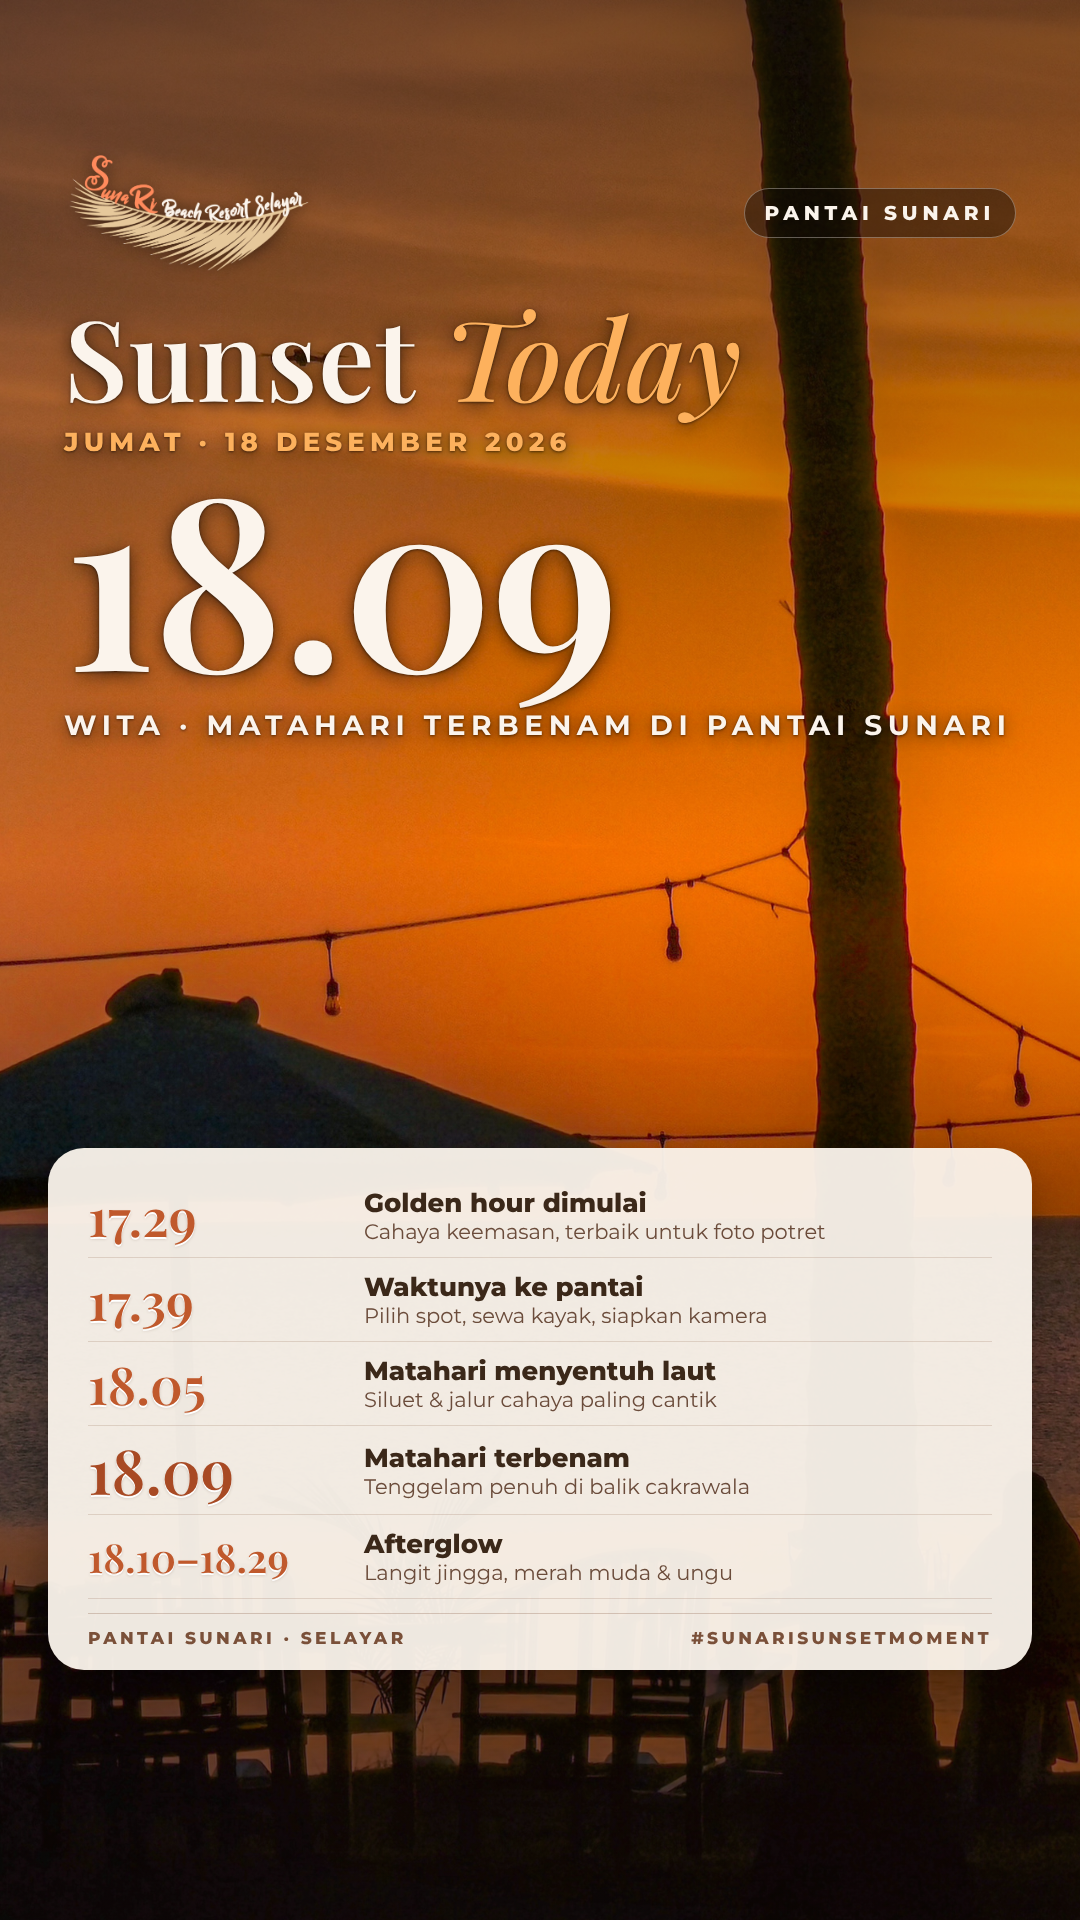 SunaRi Beach Resort Selayar
PANTAI SUNARI
Sunset Today
JUMAT · 18 DESEMBER 2026
18.09
WITA · MATAHARI TERBENAM DI PANTAI SUNARI
17.29 Golden hour dimulai
Cahaya keemasan, terbaik untuk foto potret
17.39 Waktunya ke pantai
Pilih spot, sewa kayak, siapkan kamera
18.05 Matahari menyentuh laut
Siluet & jalur cahaya paling cantik
18.09 Matahari terbenam
Tenggelam penuh di balik cakrawala
18.10–18.29 Afterglow
Langit jingga, merah muda & ungu
PANTAI SUNARI · SELAYAR #SUNARISUNSETMOMENT